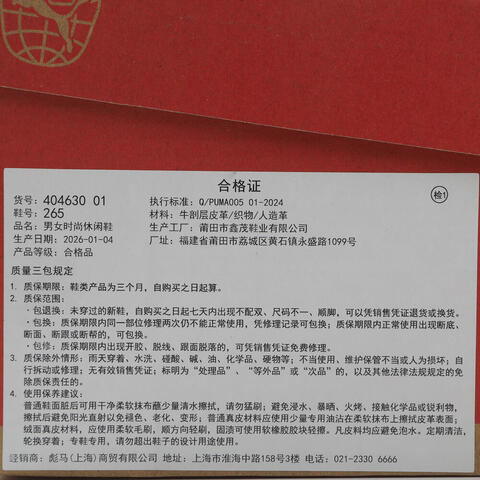 合格证
货号: 404630 01
执行标准: Q/PUMA005 01-2024
检1
鞋号: 265
材料: 牛剖层皮革/织物/人造革
品名: 男女时尚休闲鞋
生产工厂: 莆田市鑫茂鞋业有限公司
生产日期: 2026-01-04
厂址: 福建省莆田市荔城区黄石镇永盛路1099号
产品等级: 合格品
质量三包规定
1. 质保期限: 鞋类产品为三个月，自购买之日起算。
2. 质保范围:
· 包退换: 未穿过的新鞋，自购买之日起七天内出现不配双、尺码不一、顺脚，可以凭销售凭证退货或换货。
· 包换: 质保期限内同一部位修理两次仍不能正常使用，凭修理记录可包换; 质保期限内正常使用出现断底、
断面、断跟或断帮的，可包换。
· 包修: 质保期限内出现开胶、脱线、跟面脱落的，可凭销售凭证免费修理。
3. 质保除外情形: 雨天穿着、水洗、碰酸、碱、油、化学品、硬物等; 不当使用、维护保管不当或人为损坏; 自
行拆动或修理; 无有效销售凭证; 标明为“处理品”、“等外品”或“次品”的，以及其他法律法规规定的免
除质保责任的。
4. 使用保养建议:
普通鞋面脏后可用干净柔软抹布蘸少量清水擦拭，请勿猛刷; 避免浸水、暴晒、火烤、接触化学品或锐利物，
擦拭后避免阳光直射以免褪色、老化、变形; 普通真皮材料应使用少量专用油沾在柔软抹布上擦拭皮革表面;
绒面真皮材料，应使用软毛刷，顺方向轻刷，固渍可使用软橡胶胶块轻擦。凡皮料均应避免泡水。定期清洁，
轮换穿着; 专鞋专用，请勿超出鞋子的设计用途使用。
经销商: 彪马(上海)商贸有限公司
地址: 上海市淮海中路158号3楼 电话: 021-2330 6666